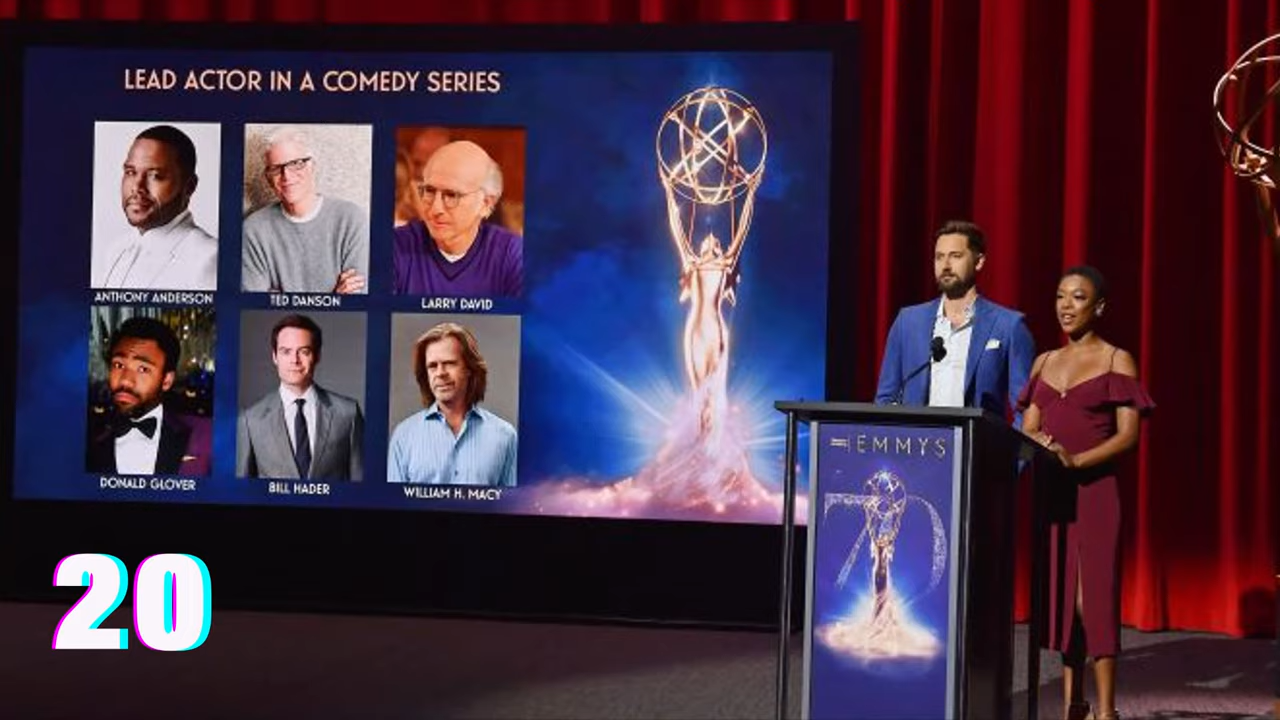 LEAD ACTOR IN A COMEDY SERIES
ANTHONY ANDERSON
TED DANSON
LARRY DAVID
DONALD GLOVER
BILL HADER
WILLIAM H. MACY
EMMYS
70
20